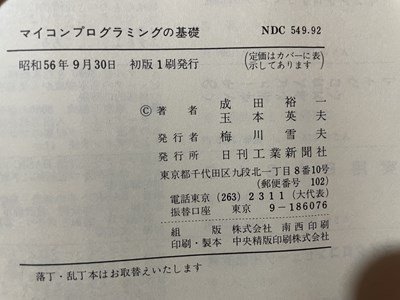 マイコンプログラミングの基礎 NDC 549.92
昭和56年9月30日 初版1刷発行 (定価はカバーに表示してあります)
Ⓒ 著者 成田裕一
玉本英夫
発行者 梅川雪夫
発行所 日刊工業新聞社
東京都千代田区九段北一丁目8番10号
(郵便番号 102)
電話東京 (263) 2311 (大代表)
振替口座 東京 9-186076
組版 株式会社 南西印刷
印刷・製本 中央精版印刷株式会社
落丁・乱丁本はお取替えいたします